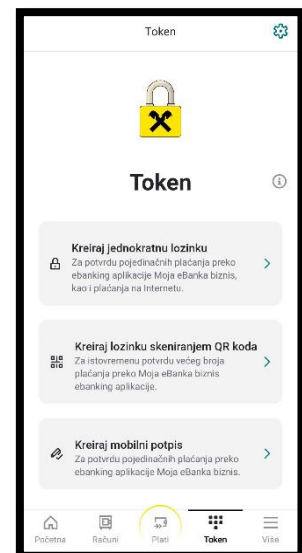 Token
Token
Kreiraj jednokratnu lozinku
Za potvrdu pojedinačnih plaćanja preko
ebanking aplikacije Moja eBanka biznis,
kao i plaćanja na Internetu.
Kreiraj lozinku skeniranjem QR koda
Za istovremenu potvrdu većeg broja
plaćanja preko Moja eBanka biznis
ebanking aplikacije.
Kreiraj mobilni potpis
Za potvrdu pojedinačnih plaćanja preko
ebanking aplikacije Moja eBanka biznis.
Početna
Računi
Plati
Token
Više